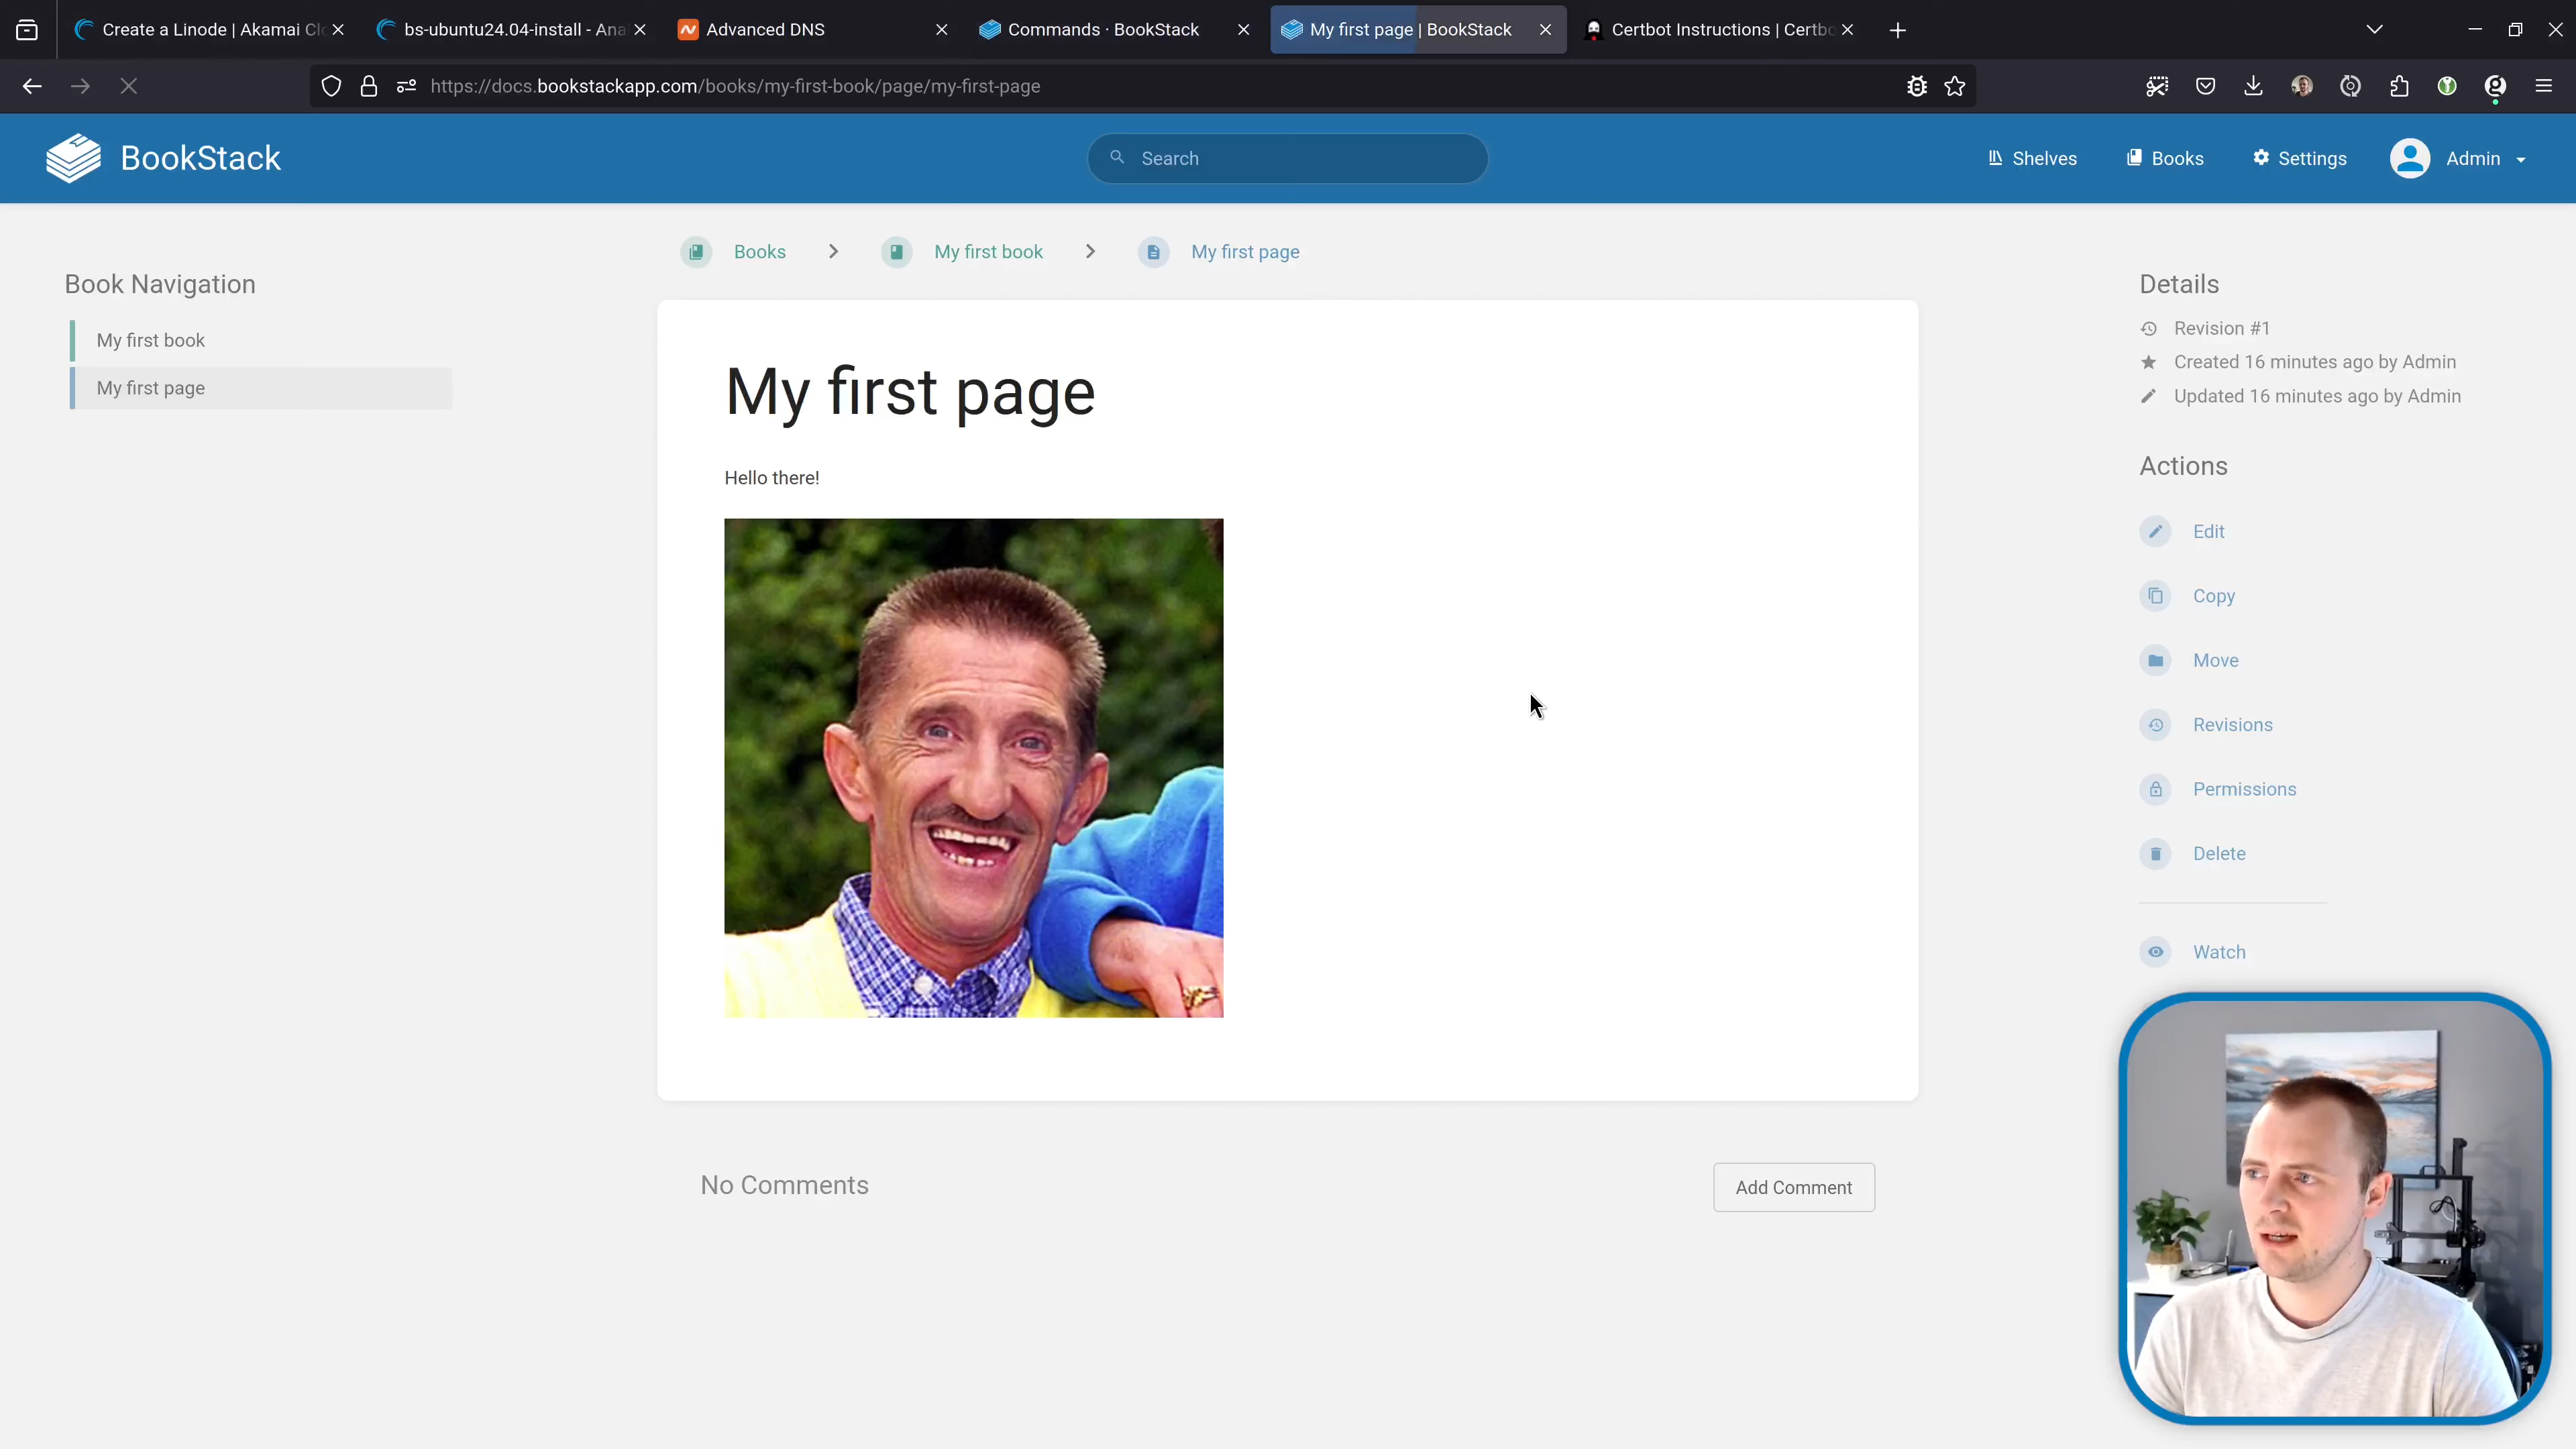 Create a Linode | Akamai Clo
bs-ubuntu24.04-install - Ana
Advanced DNS
Commands · BookStack
My first page | BookStack
Certbot Instructions | Certbo
https://docs.bookstackapp.com/books/my-first-book/page/my-first-page
BookStack
Search
Shelves
Books
Settings
Admin
Books
My first book
My first page
Book Navigation
My first book
My first page
My first page
Hello there!
No Comments
Add Comment
Details
Revision #1
Created 16 minutes ago by Admin
Updated 16 minutes ago by Admin
Actions
Edit
Copy
Move
Revisions
Permissions
Delete
Watch